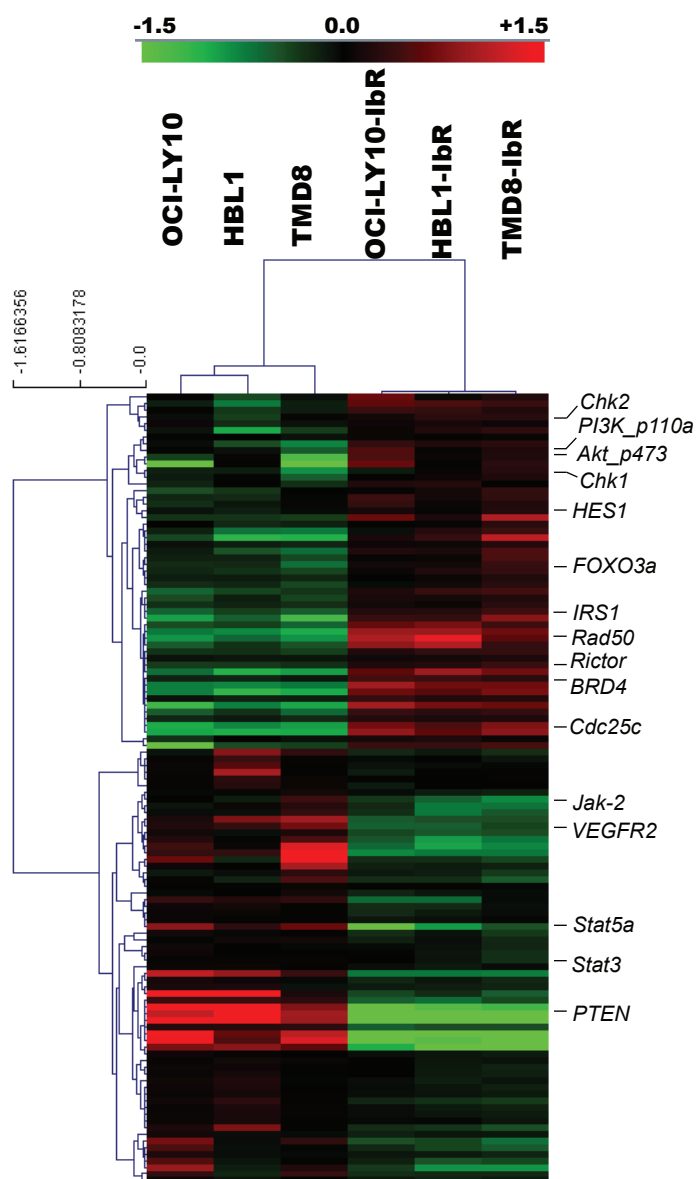 -1.5 0.0 +1.5
OCI-LY10
HBL1
TMD8
OCI-LY10-IbR
HBL1-IbR
TMD8-IbR
-1.6166356
-0.8083178
-0.0
Chk2
PI3K_p110a
Akt_p473
Chk1
HES1
FOXO3a
IRS1
Rad50
Rictor
BRD4
Cdc25c
Jak-2
VEGFR2
Stat5a
Stat3
PTEN